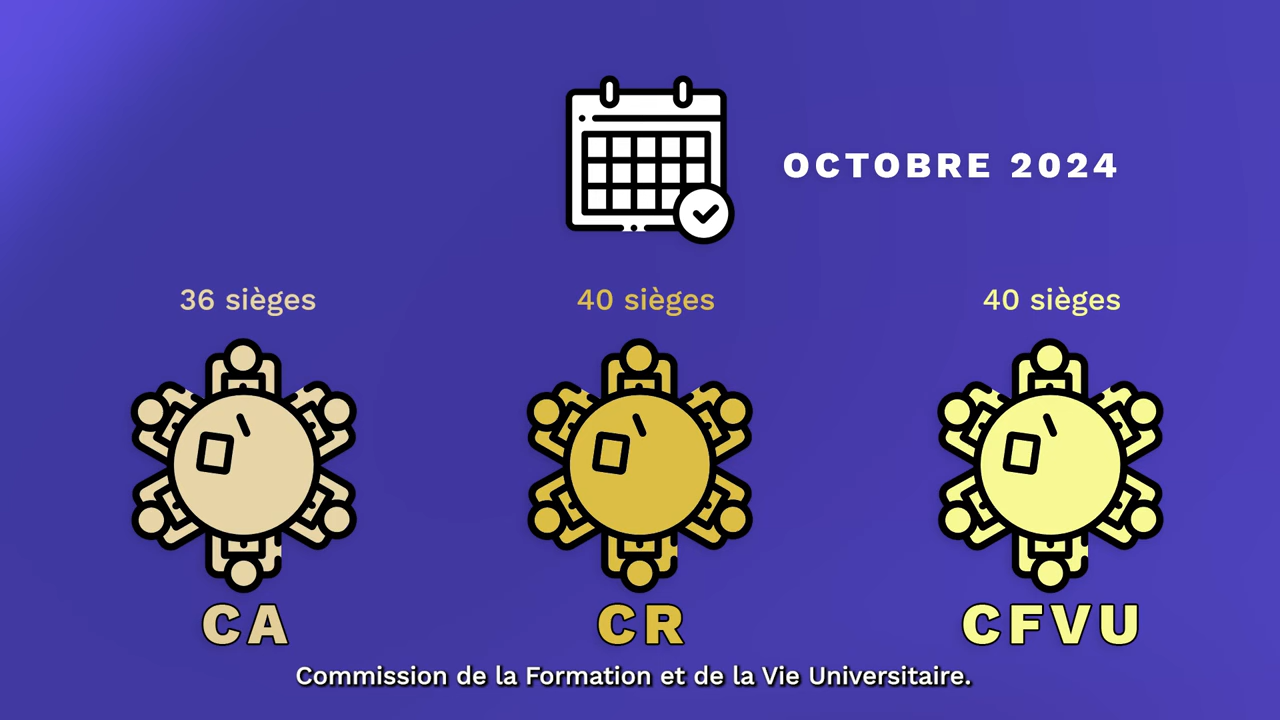 OCTOBRE 2024
36 sièges
40 sièges
40 sièges
CA
CR
CFVU
Commission de la Formation et de la Vie Universitaire.